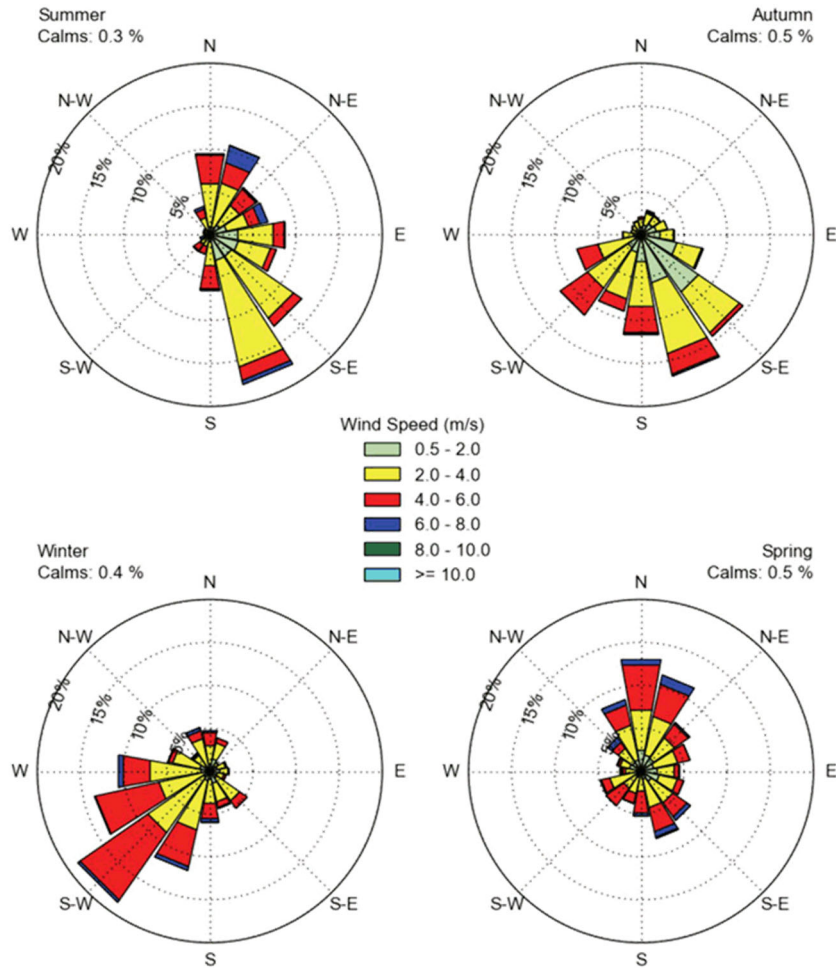 Summer
Calms: 0.3 %
N
N-W
N-E
20%
15%
10%
5%
W
E
S-W
S-E
S
Autumn
Calms: 0.5 %
N
N-W
N-E
20%
15%
10%
5%
W
E
S-W
S-E
S
Wind Speed (m/s)
0.5 - 2.0
2.0 - 4.0
4.0 - 6.0
6.0 - 8.0
8.0 - 10.0
>= 10.0
Winter
Calms: 0.4 %
N
N-W
N-E
20%
15%
10%
5%
W
E
S-W
S-E
S
Spring
Calms: 0.5 %
N
N-W
N-E
20%
15%
10%
5%
W
E
S-W
S-E
S